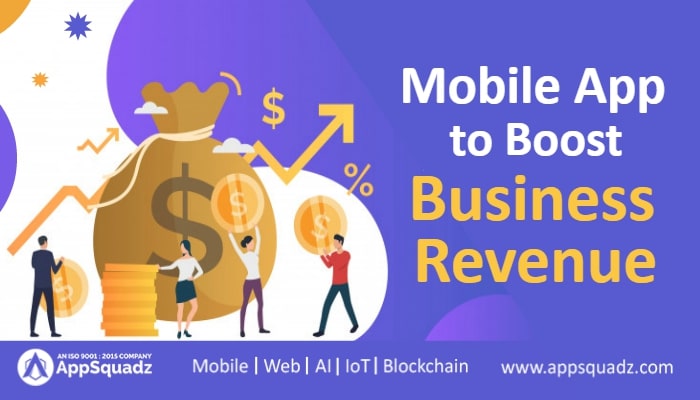 Mobile App
to Boost
Business
Revenue
$
$
%
$
$
$
AN ISO 9001 : 2015 COMPANY
AppSquadz
Mobile | Web | AI | IoT | Blockchain
www.appsquadz.com